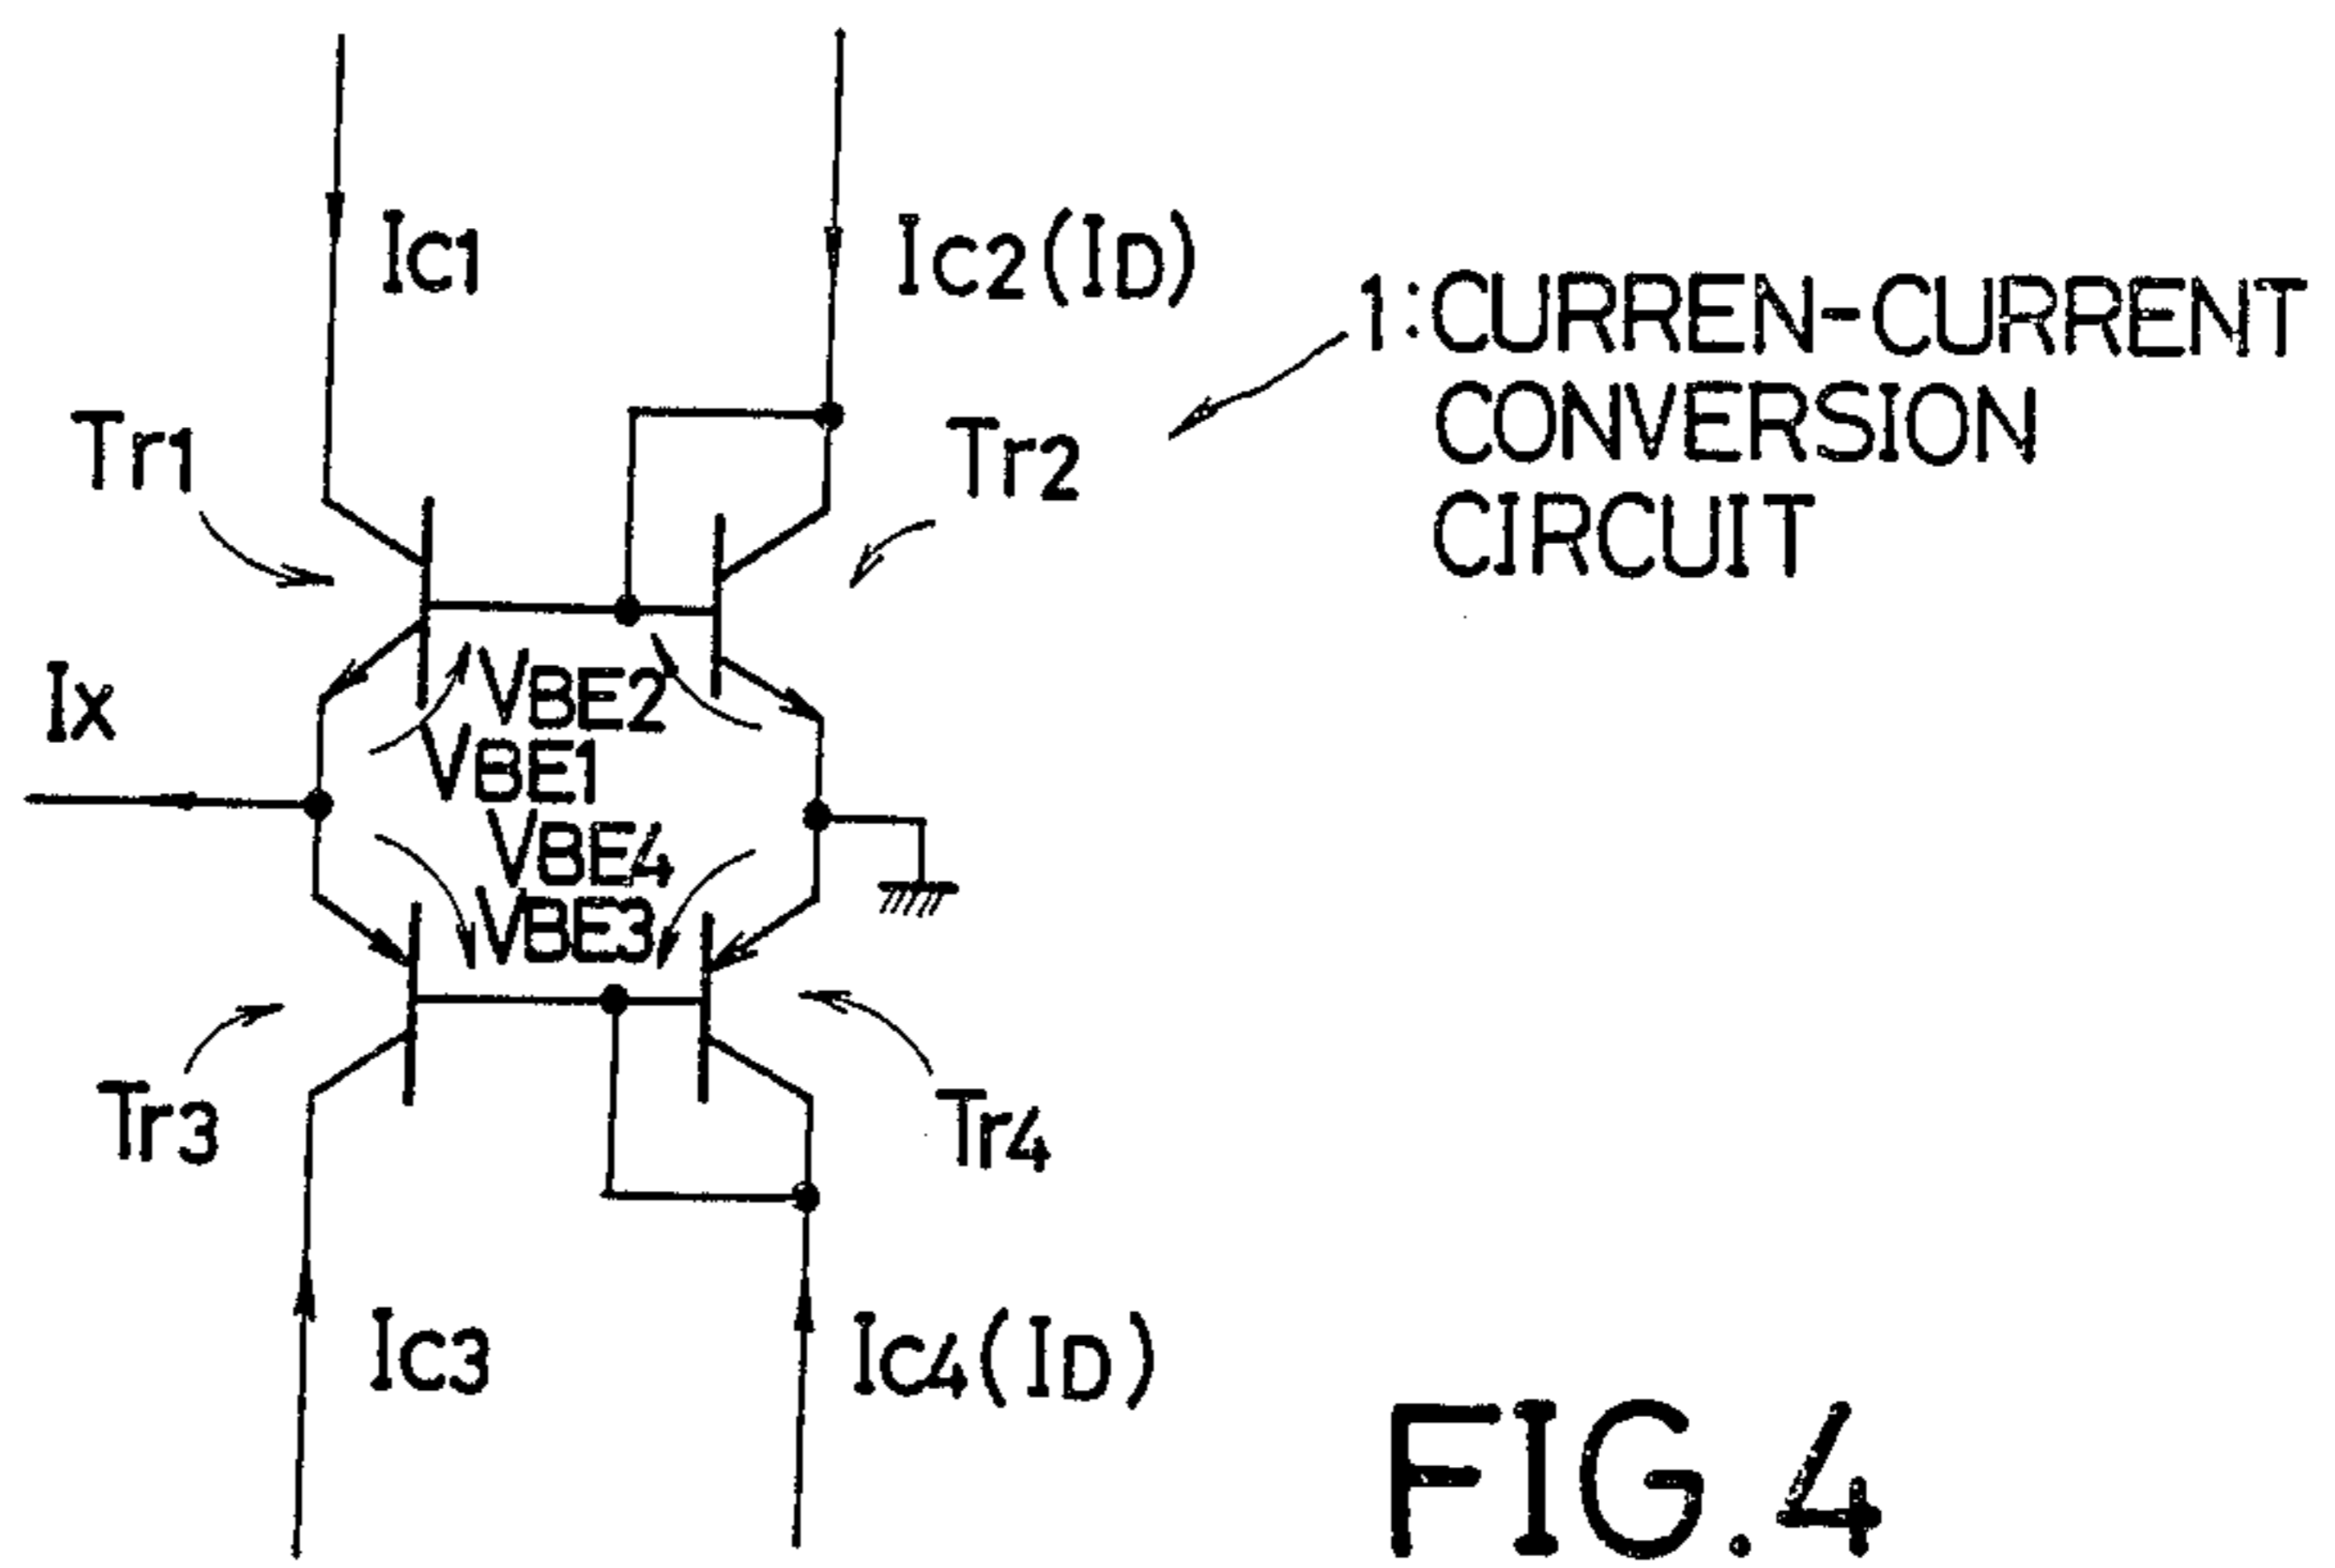 Ic1
Ic2(ID)
1:CURREN-CURRENT
CONVERSION
CIRCUIT
Tr1
Tr2
Ix
VBE2
VBE1
VBE4
VBE3
Tr3
Tr4
Ic3
Ic4(ID)
FIG.4